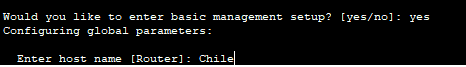 Would you like to enter basic management setup? [yes/no]: yes
Configuring global parameters:
Enter host name [Router]: Chile